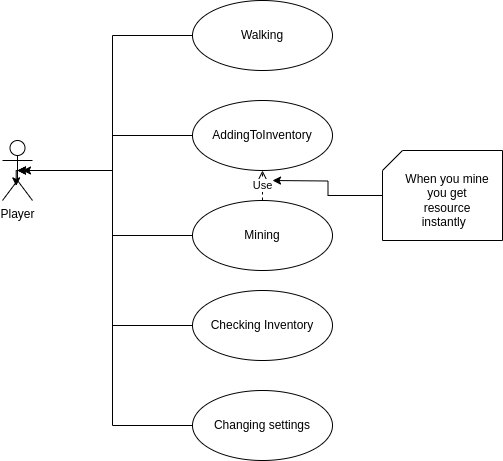 Walking
AddingToInventory
Use
When you mine
you get
resource
instantly
Player
Mining
Checking Inventory
Changing settings